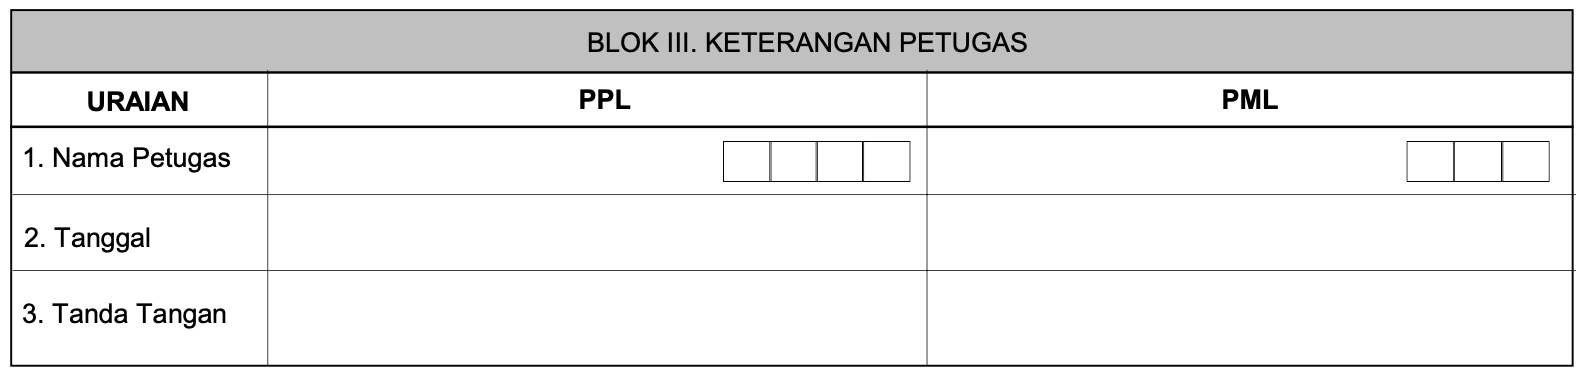 BLOK III. KETERANGAN PETUGAS
URAIAN PPL PML
1. Nama Petugas
2. Tanggal
3. Tanda Tangan